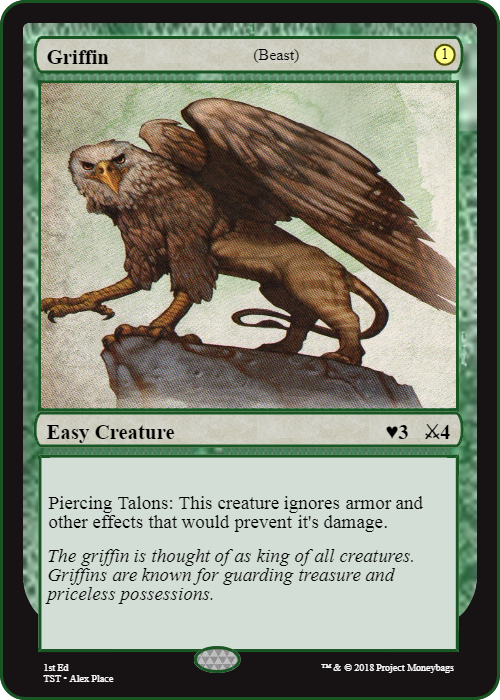 Griffin (Beast) 1
Easy Creature ♥3 ⚔4
Piercing Talons: This creature ignores armor and
other effects that would prevent it's damage.
The griffin is thought of as king of all creatures.
Griffins are known for guarding treasure and
priceless possessions.
1st Ed
TST • Alex Place
™ & © 2018 Project Moneybags